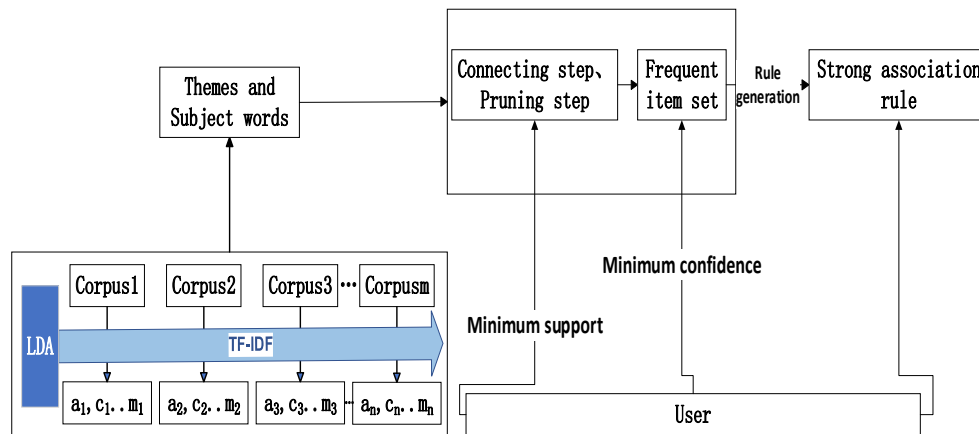 Themes and
Subject words
Connecting step、
Pruning step
Frequent
item set
Rule
generation
Strong association
rule
Minimum confidence
Minimum support
LDA
Corpus1
Corpus2
Corpus3
...
Corpusm
TF-IDF
a₁, c₁..m₁
a₂, c₂..m₂
a₃, c₃..m₃
...
aₙ, cₙ..mₙ
User